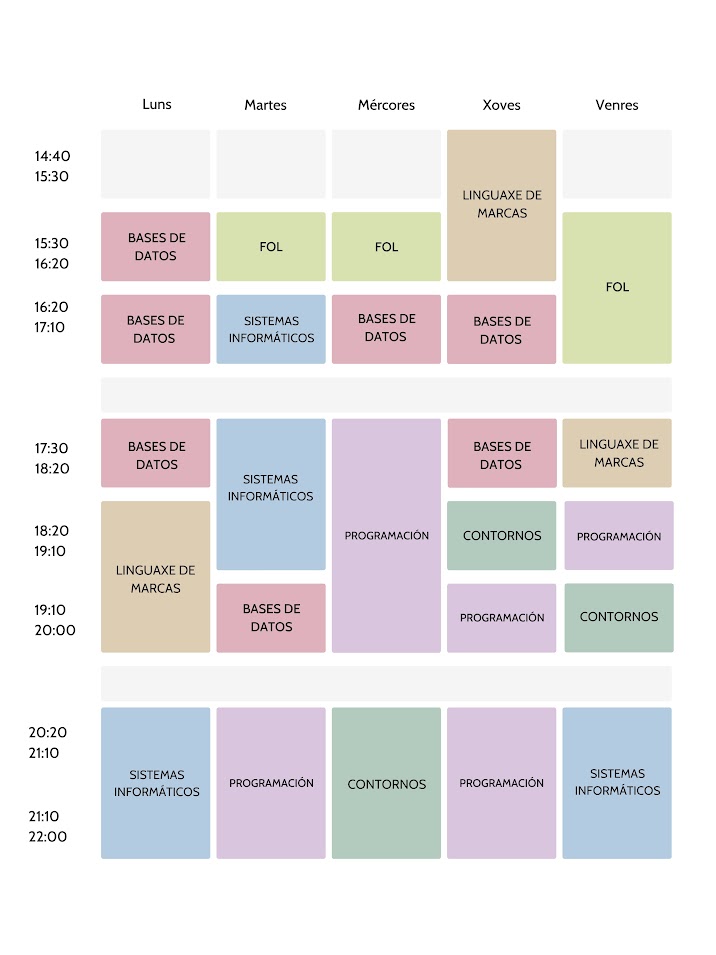 Luns Martes Mércores Xoves Venres
14:40
15:30
LINGUAXE DE
MARCAS
15:30
16:20
BASES DE
DATOS
FOL
FOL
FOL
16:20
17:10
BASES DE
DATOS
SISTEMAS
INFORMÁTICOS
BASES DE
DATOS
BASES DE
DATOS
17:30
18:20
BASES DE
DATOS
SISTEMAS
INFORMÁTICOS
PROGRAMACIÓN
BASES DE
DATOS
LINGUAXE DE
MARCAS
18:20
19:10
LINGUAXE DE
MARCAS
CONTORNOS
PROGRAMACIÓN
19:10
20:00
BASES DE
DATOS
PROGRAMACIÓN
CONTORNOS
20:20
21:10
SISTEMAS
INFORMÁTICOS
PROGRAMACIÓN
CONTORNOS
PROGRAMACIÓN
SISTEMAS
INFORMÁTICOS
21:10
22:00